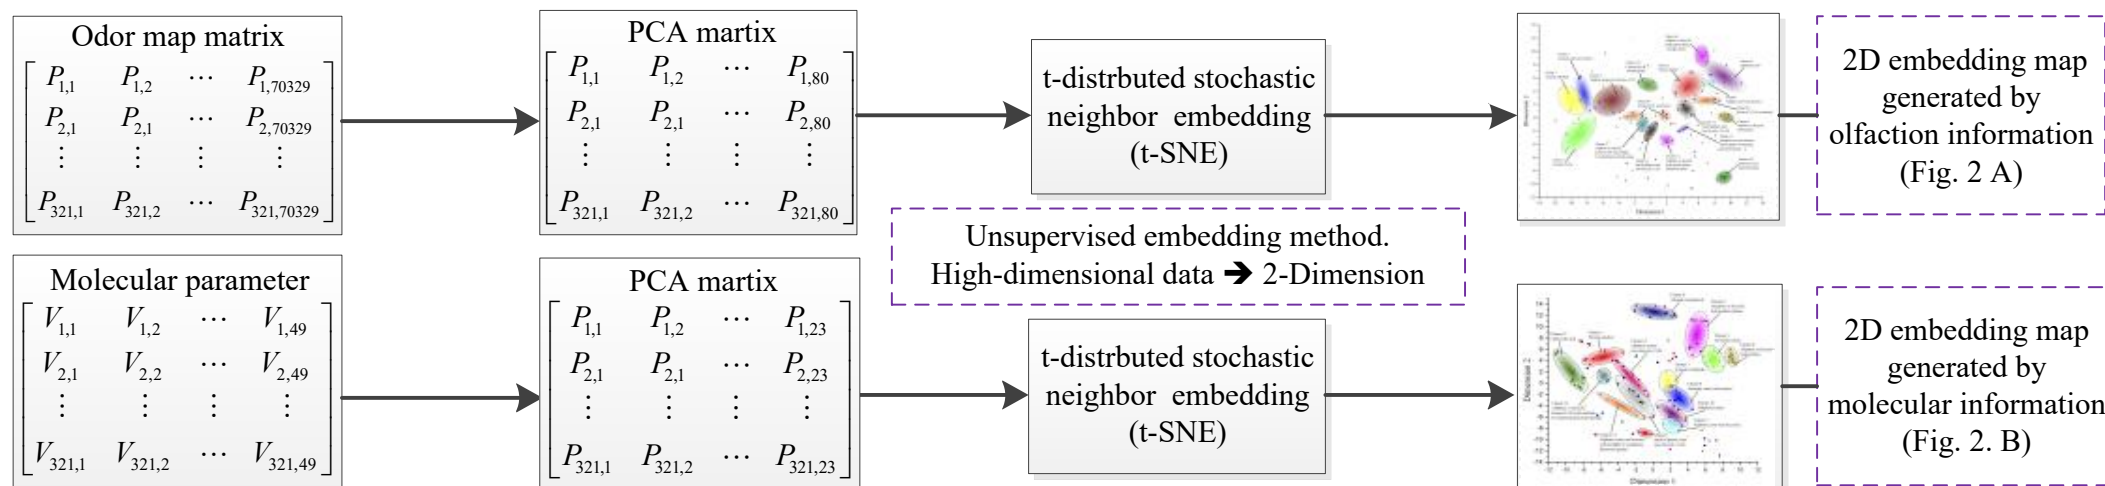 Odor map matrix
P1,1 P1,2 ⋯ P1,70329
P2,1 P2,1 ⋯ P2,70329
⋮ ⋮ ⋮ ⋮
P321,1 P321,2 ⋯ P321,70329
PCA martix
P1,1 P1,2 ⋯ P1,80
P2,1 P2,1 ⋯ P2,80
⋮ ⋮ ⋮ ⋮
P321,1 P321,2 ⋯ P321,80
t-distrbuted stochastic
neighbor embedding
(t-SNE)
2D embedding map
generated by
olfaction information
(Fig. 2 A)
Unsupervised embedding method.
High-dimensional data ➔ 2-Dimension
Molecular parameter
V1,1 V1,2 ⋯ V1,49
V2,1 V2,2 ⋯ V2,49
⋮ ⋮ ⋮ ⋮
V321,1 V321,2 ⋯ V321,49
PCA martix
P1,1 P1,2 ⋯ P1,23
P2,1 P2,1 ⋯ P2,23
⋮ ⋮ ⋮ ⋮
P321,1 P321,2 ⋯ P321,23
t-distrbuted stochastic
neighbor embedding
(t-SNE)
Dimension 2
Dimension 1
2D embedding map
generated by
molecular information
(Fig. 2. B)